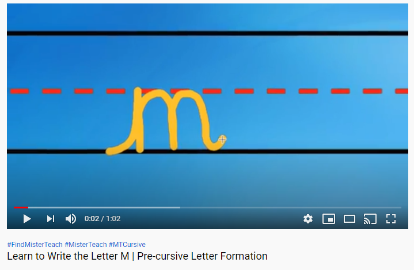 m
0:02 / 1:02
#FindMisterTeach #MisterTeach #MTCursive
Learn to Write the Letter M | Pre-cursive Letter Formation